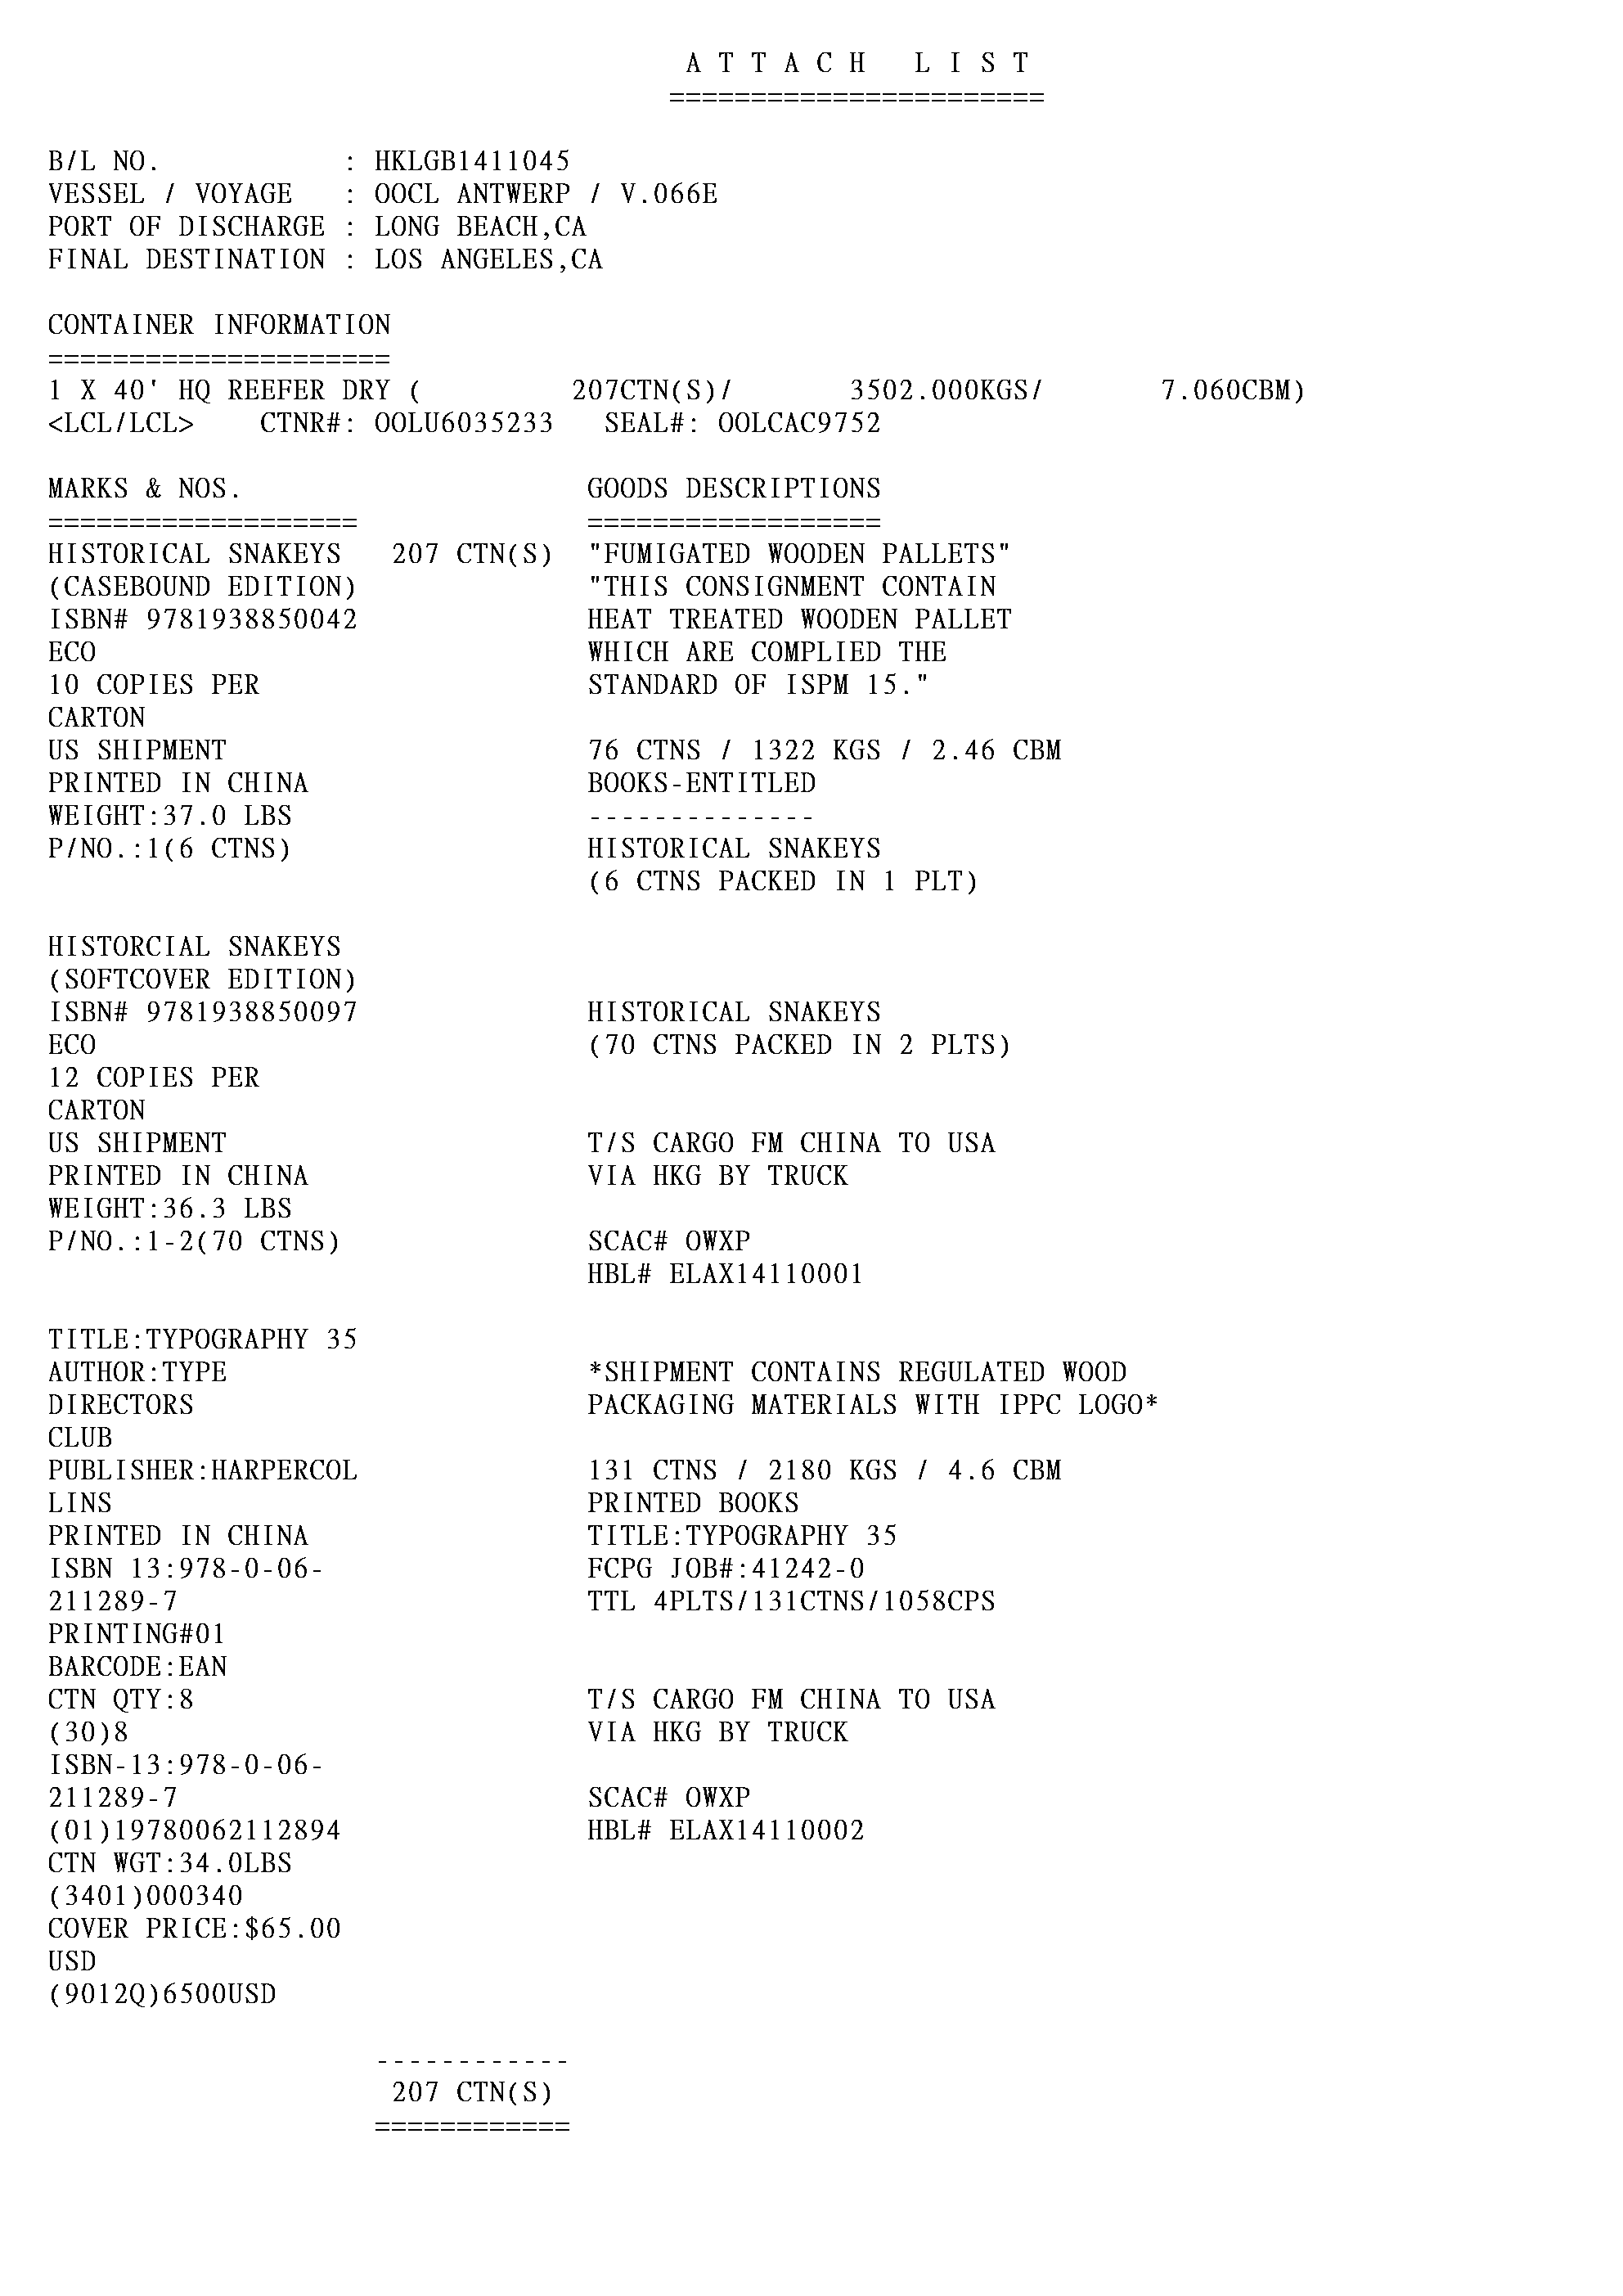 A T T A C H   L I S T
=======================
B/L NO.           : HKLGB1411045
VESSEL / VOYAGE   : OOCL ANTWERP / V.066E
PORT OF DISCHARGE : LONG BEACH,CA
FINAL DESTINATION : LOS ANGELES,CA
CONTAINER INFORMATION
=====================
1 X 40' HQ REEFER DRY (         207CTN(S)/       3502.000KGS/       7.060CBM)
<LCL/LCL>    CTNR#: OOLU6035233   SEAL#: OOLCAC9752
MARKS & NOS.                     GOODS DESCRIPTIONS
===================              ==================
HISTORICAL SNAKEYS   207 CTN(S)  "FUMIGATED WOODEN PALLETS"
(CASEBOUND EDITION)              "THIS CONSIGNMENT CONTAIN
ISBN# 9781938850042              HEAT TREATED WOODEN PALLET
ECO                              WHICH ARE COMPLIED THE
10 COPIES PER                    STANDARD OF ISPM 15."
CARTON
US SHIPMENT                      76 CTNS / 1322 KGS / 2.46 CBM
PRINTED IN CHINA                 BOOKS-ENTITLED
WEIGHT:37.0 LBS                  --------------
P/NO.:1(6 CTNS)                  HISTORICAL SNAKEYS
                                 (6 CTNS PACKED IN 1 PLT)
HISTORCIAL SNAKEYS
(SOFTCOVER EDITION)
ISBN# 9781938850097              HISTORICAL SNAKEYS
ECO                              (70 CTNS PACKED IN 2 PLTS)
12 COPIES PER
CARTON
US SHIPMENT                      T/S CARGO FM CHINA TO USA
PRINTED IN CHINA                 VIA HKG BY TRUCK
WEIGHT:36.3 LBS
P/NO.:1-2(70 CTNS)               SCAC# OWXP
                                 HBL# ELAX14110001
TITLE:TYPOGRAPHY 35
AUTHOR:TYPE                      *SHIPMENT CONTAINS REGULATED WOOD
DIRECTORS                        PACKAGING MATERIALS WITH IPPC LOGO*
CLUB
PUBLISHER:HARPERCOL              131 CTNS / 2180 KGS / 4.6 CBM
LINS                             PRINTED BOOKS
PRINTED IN CHINA                 TITLE:TYPOGRAPHY 35
ISBN 13:978-0-06-                FCPG JOB#:41242-0
211289-7                         TTL 4PLTS/131CTNS/1058CPS
PRINTING#01
BARCODE:EAN
CTN QTY:8                        T/S CARGO FM CHINA TO USA
(30)8                            VIA HKG BY TRUCK
ISBN-13:978-0-06-
211289-7                         SCAC# OWXP
(01)19780062112894               HBL# ELAX14110002
CTN WGT:34.0LBS
(3401)000340
COVER PRICE:$65.00
USD
(9012Q)6500USD
------------
207 CTN(S)
============